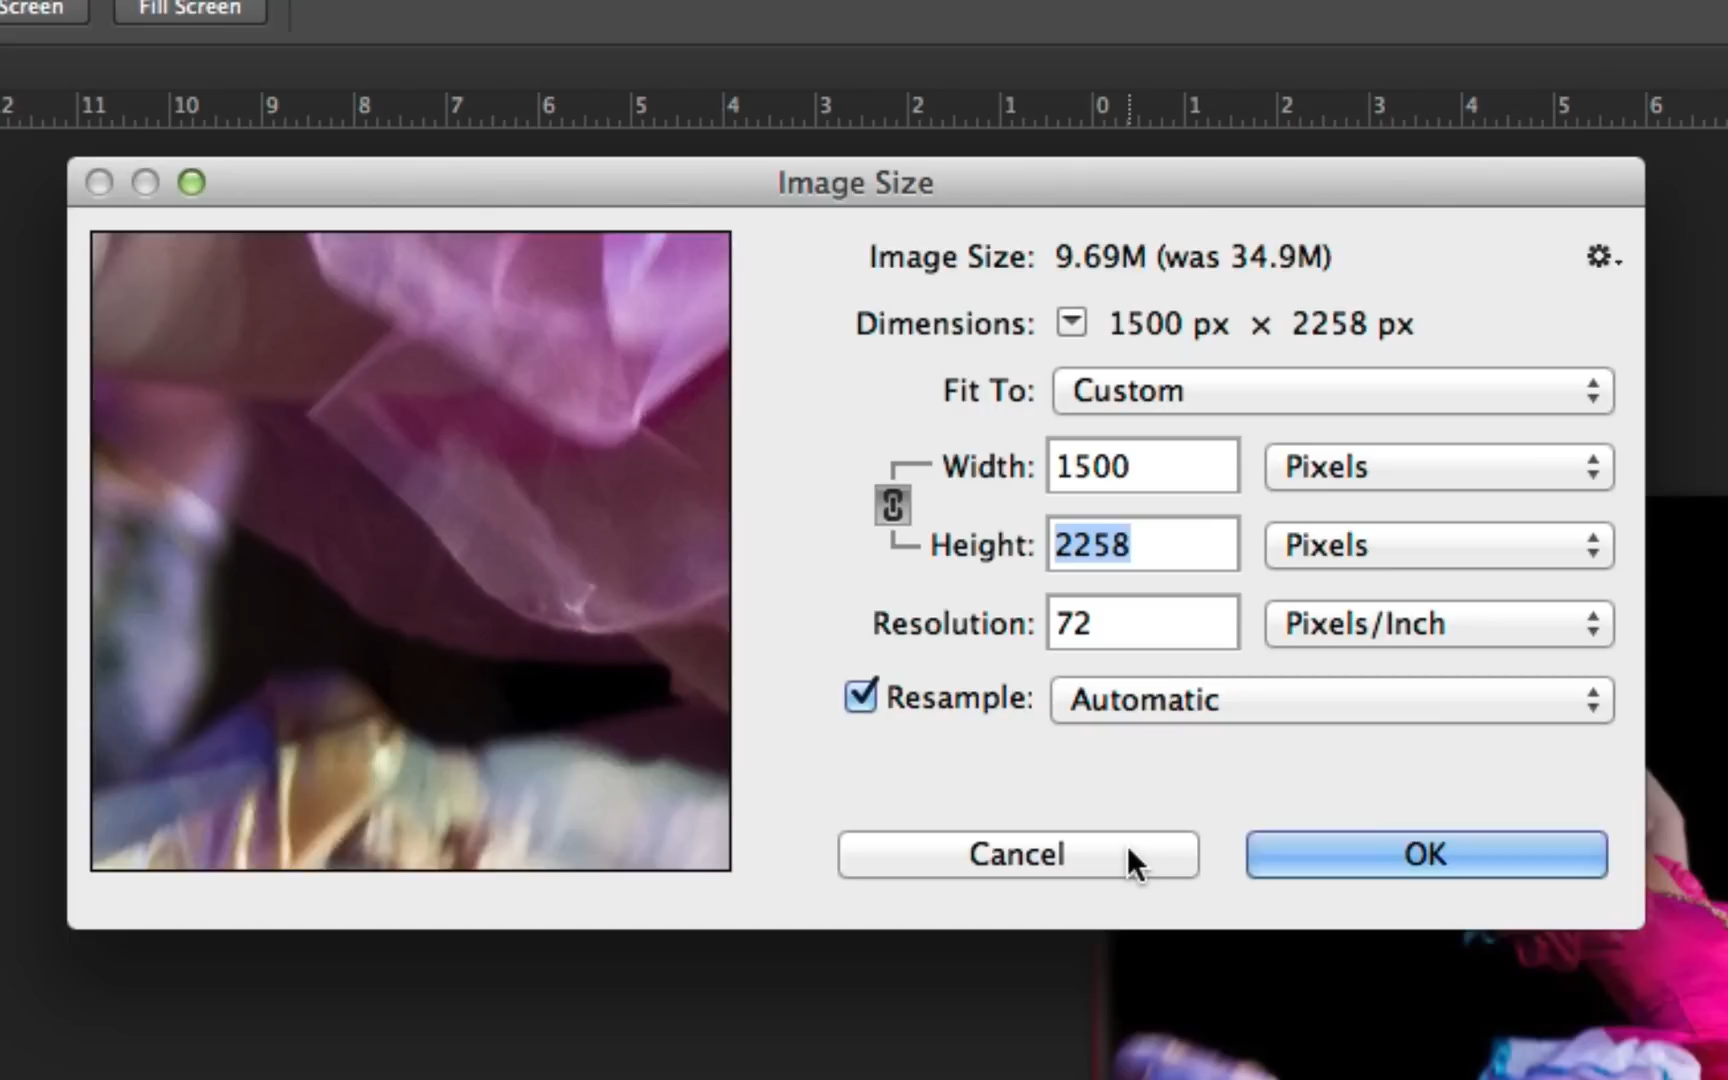 Screen Fill Screen
2 11 10 9 8 7 6 5 4 3 2 1 0 1 2 3 4 5 6
Image Size
Image Size: 9.69M (was 34.9M)
Dimensions: 1500 px × 2258 px
Fit To: Custom
Width: 1500 Pixels
Height: 2258 Pixels
Resolution: 72 Pixels/Inch
Resample: Automatic
Cancel OK